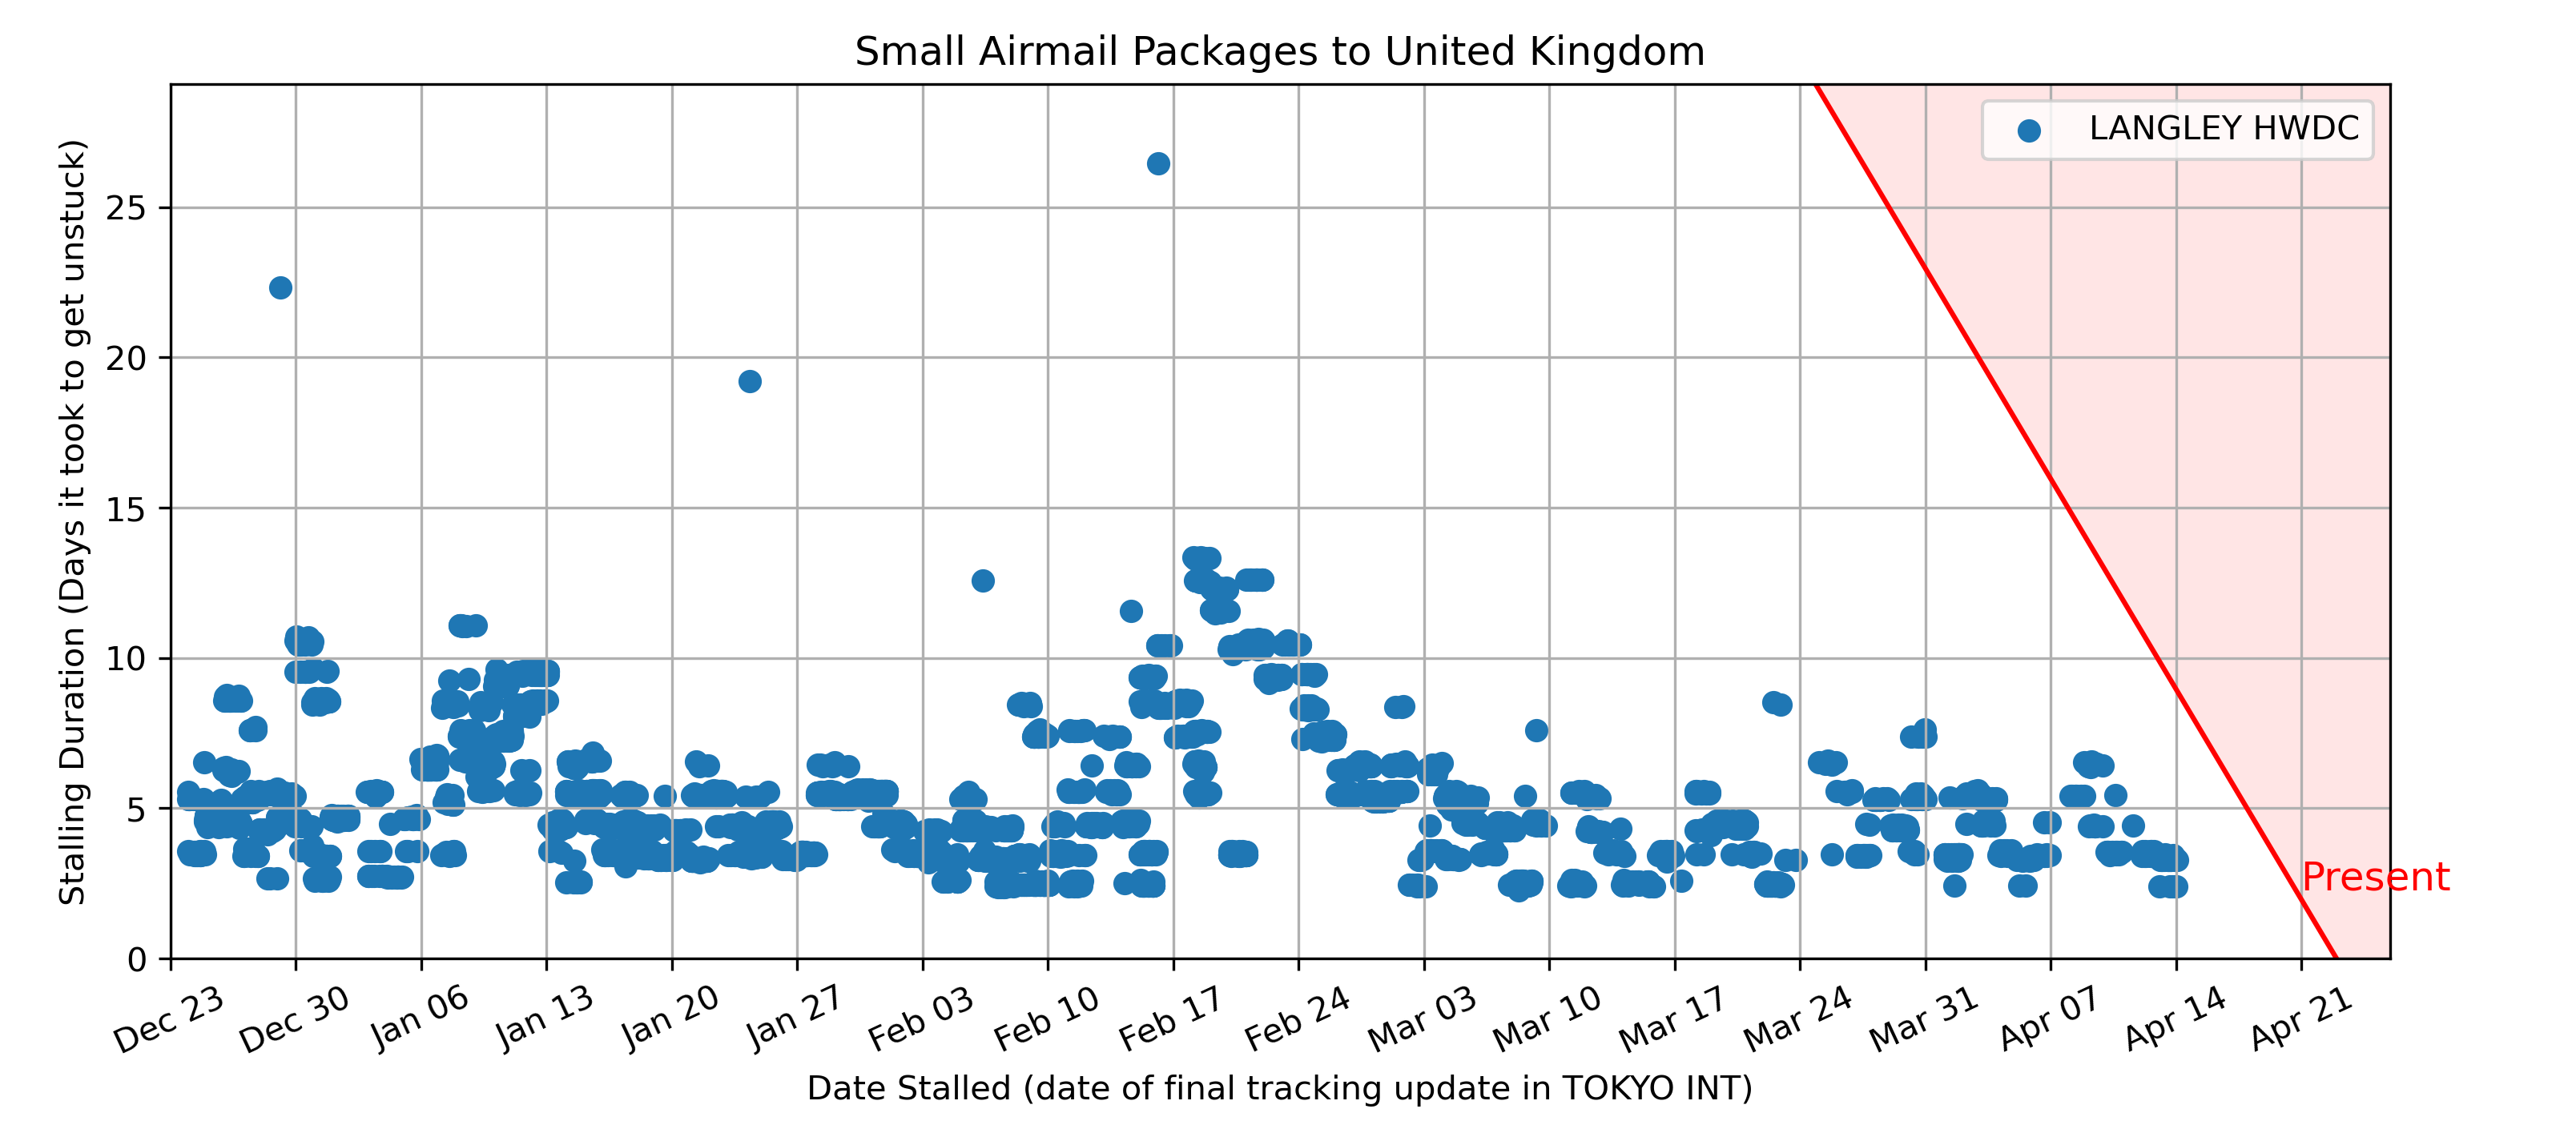 Small Airmail Packages to United Kingdom
LANGLEY HWDC
Stalling Duration (Days it took to get unstuck)
25
20
15
10
5
0
Present
Dec 23
Dec 30
Jan 06
Jan 13
Jan 20
Jan 27
Feb 03
Feb 10
Feb 17
Feb 24
Mar 03
Mar 10
Mar 17
Mar 24
Mar 31
Apr 07
Apr 14
Apr 21
Date Stalled (date of final tracking update in TOKYO INT)